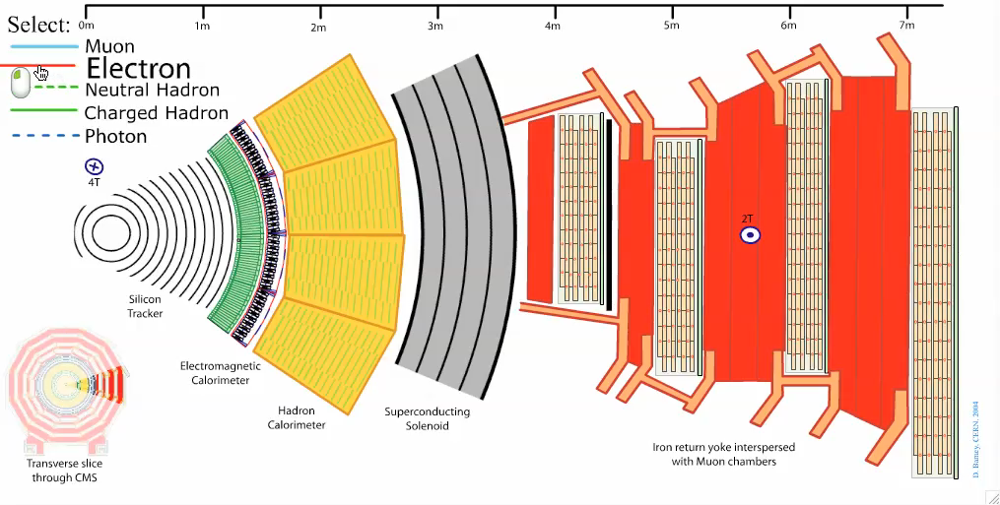 Select:
0m
1m
2m
3m
4m
5m
6m
7m
Muon
Electron
Neutral Hadron
Charged Hadron
Photon
4T
2T
Silicon
Tracker
Electromagnetic
Calorimeter
Hadron
Calorimeter
Superconducting
Solenoid
Iron return yoke interspersed
with Muon chambers
Transverse slice
through CMS
D. Barney, CERN, 2004